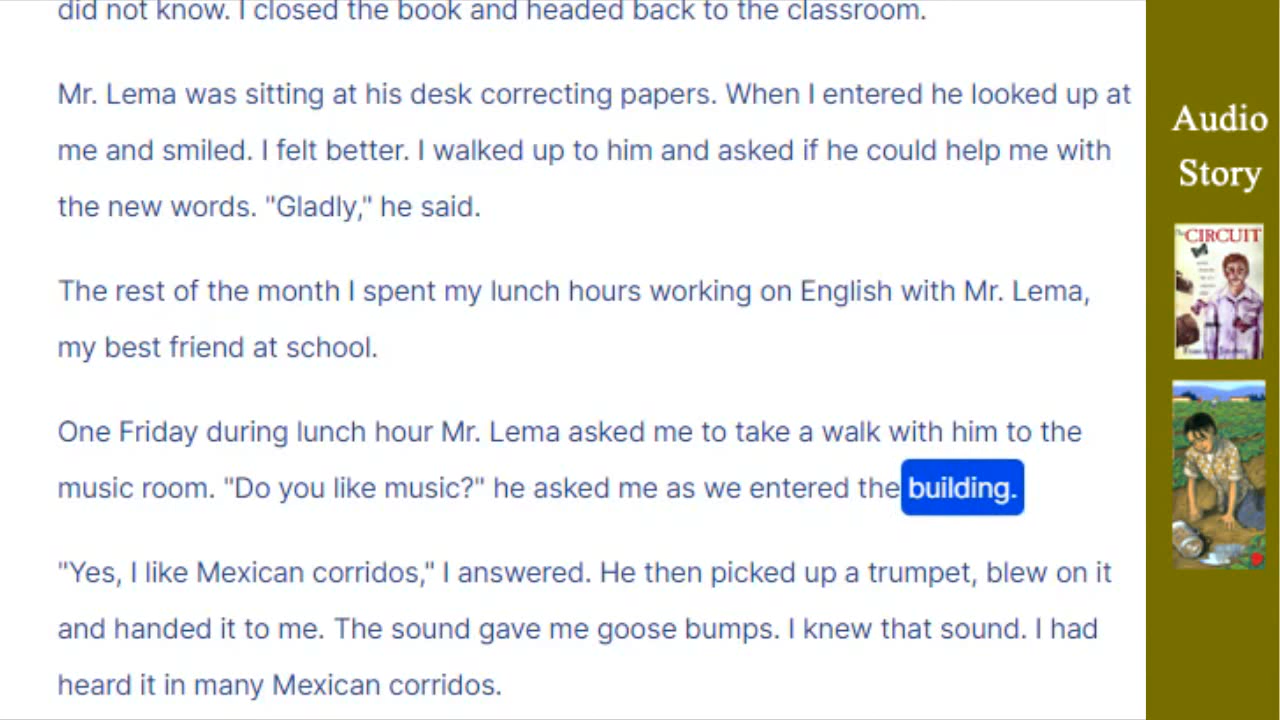 did not know. I closed the book and headed back to the classroom.
Mr. Lema was sitting at his desk correcting papers. When I entered he looked up at
me and smiled. I felt better. I walked up to him and asked if he could help me with
the new words. "Gladly," he said.
The rest of the month I spent my lunch hours working on English with Mr. Lema,
my best friend at school.
One Friday during lunch hour Mr. Lema asked me to take a walk with him to the
music room. "Do you like music?" he asked me as we entered the building.
"Yes, I like Mexican corridos," I answered. He then picked up a trumpet, blew on it
and handed it to me. The sound gave me goose bumps. I knew that sound. I had
heard it in many Mexican corridos.
Audio
Story
The CIRCUIT